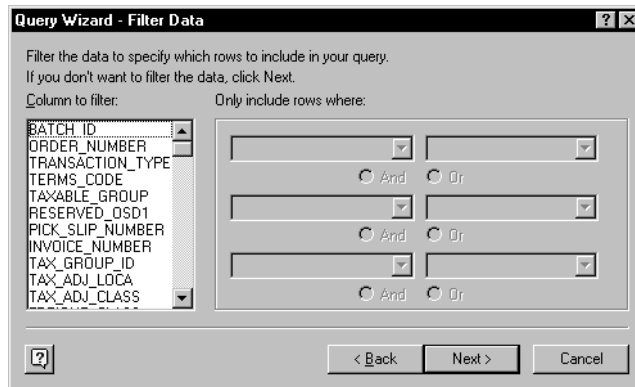 Query Wizard - Filter Data
Filter the data to specify which rows to include in your query.
If you don't want to filter the data, click Next.
Column to filter:
Only include rows where:
BATCH_ID
ORDER_NUMBER
TRANSACTION_TYPE
TERMS_CODE
TAXABLE_GROUP
RESERVED_OSD1
PICK_SLIP_NUMBER
INVOICE_NUMBER
TAX_GROUP_ID
TAX_ADJ_LOCA
TAX_ADJ_CLASS
And Or
And Or
And Or
< Back Next > Cancel